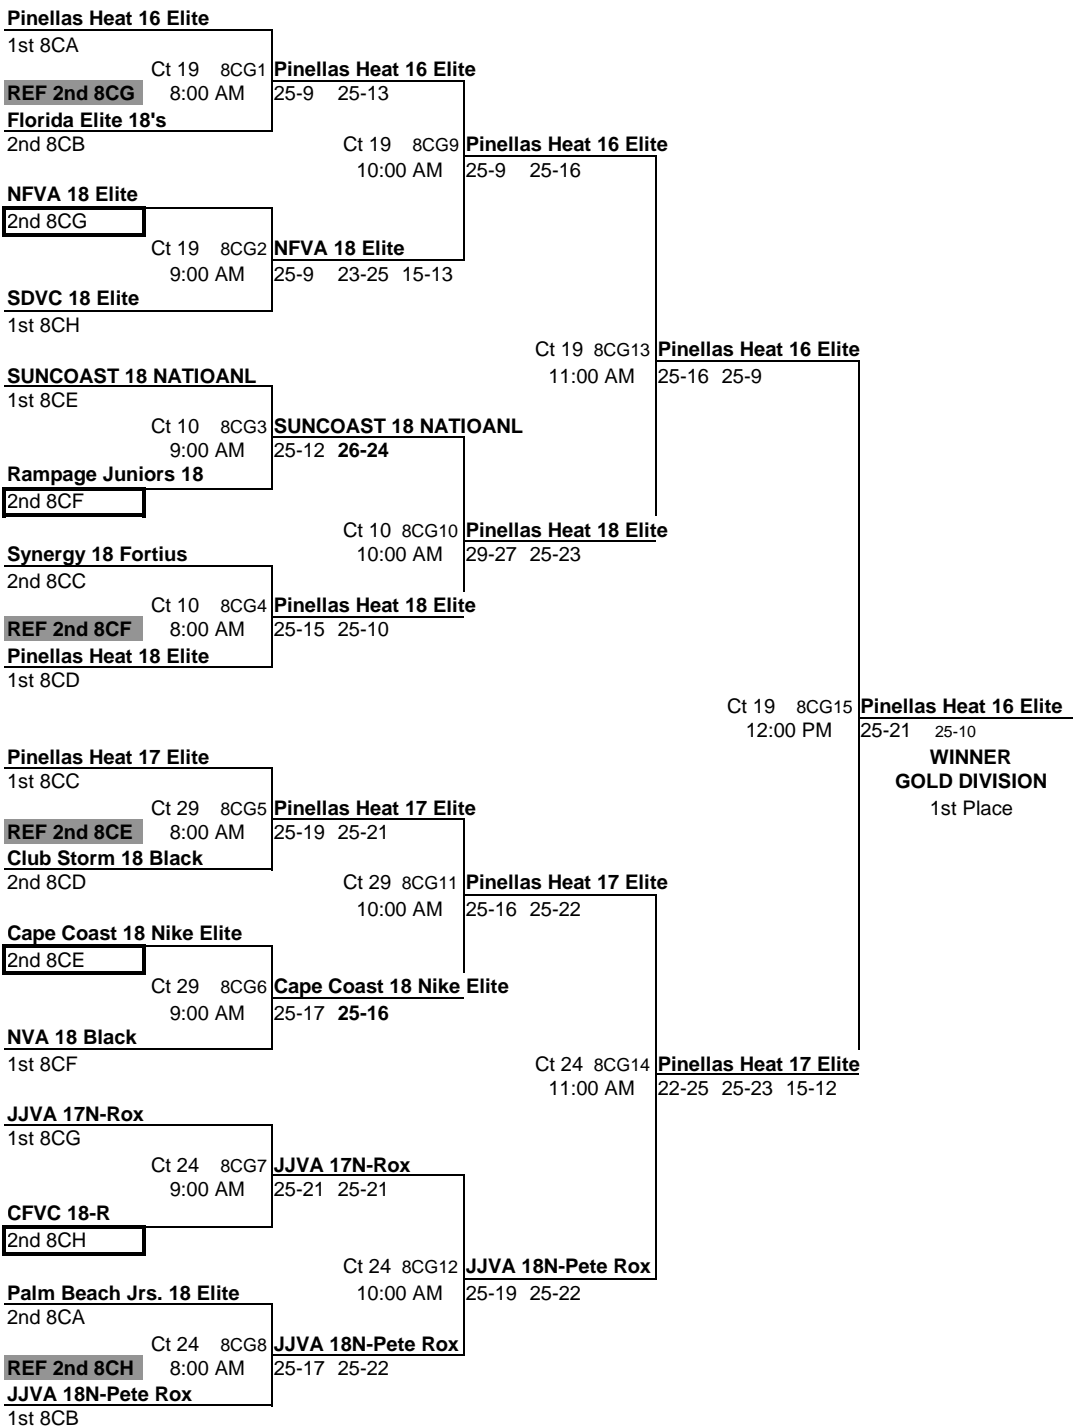 Pinellas Heat 16 Elite
1st 8CA
Ct 19 8CG1 Pinellas Heat 16 Elite
REF 2nd 8CG 8:00 AM 25-9 25-13
Florida Elite 18's
2nd 8CB Ct 19 8CG9 Pinellas Heat 16 Elite
10:00 AM 25-9 25-16
NFVA 18 Elite
2nd 8CG
Ct 19 8CG2 NFVA 18 Elite
9:00 AM 25-9 23-25 15-13
SDVC 18 Elite
1st 8CH
Ct 19 8CG13 Pinellas Heat 16 Elite
SUNCOAST 18 NATIOANL 11:00 AM 25-16 25-9
1st 8CE
Ct 10 8CG3 SUNCOAST 18 NATIOANL
9:00 AM 25-12 26-24
Rampage Juniors 18
2nd 8CF
Ct 10 8CG10 Pinellas Heat 18 Elite
Synergy 18 Fortius 10:00 AM 29-27 25-23
2nd 8CC
Ct 10 8CG4 Pinellas Heat 18 Elite
REF 2nd 8CF 8:00 AM 25-15 25-10
Pinellas Heat 18 Elite
1st 8CD
Ct 19 8CG15 Pinellas Heat 16 Elite
12:00 PM 25-21 25-10
Pinellas Heat 17 Elite WINNER
1st 8CC GOLD DIVISION
Ct 29 8CG5 Pinellas Heat 17 Elite 1st Place
REF 2nd 8CE 8:00 AM 25-19 25-21
Club Storm 18 Black
2nd 8CD Ct 29 8CG11 Pinellas Heat 17 Elite
10:00 AM 25-16 25-22
Cape Coast 18 Nike Elite
2nd 8CE
Ct 29 8CG6 Cape Coast 18 Nike Elite
9:00 AM 25-17 25-16
NVA 18 Black
1st 8CF Ct 24 8CG14 Pinellas Heat 17 Elite
11:00 AM 22-25 25-23 15-12
JJVA 17N-Rox
1st 8CG
Ct 24 8CG7 JJVA 17N-Rox
9:00 AM 25-21 25-21
CFVC 18-R
2nd 8CH
Ct 24 8CG12 JJVA 18N-Pete Rox
Palm Beach Jrs. 18 Elite 10:00 AM 25-19 25-22
2nd 8CA
Ct 24 8CG8 JJVA 18N-Pete Rox
REF 2nd 8CH 8:00 AM 25-17 25-22
JJVA 18N-Pete Rox
1st 8CB